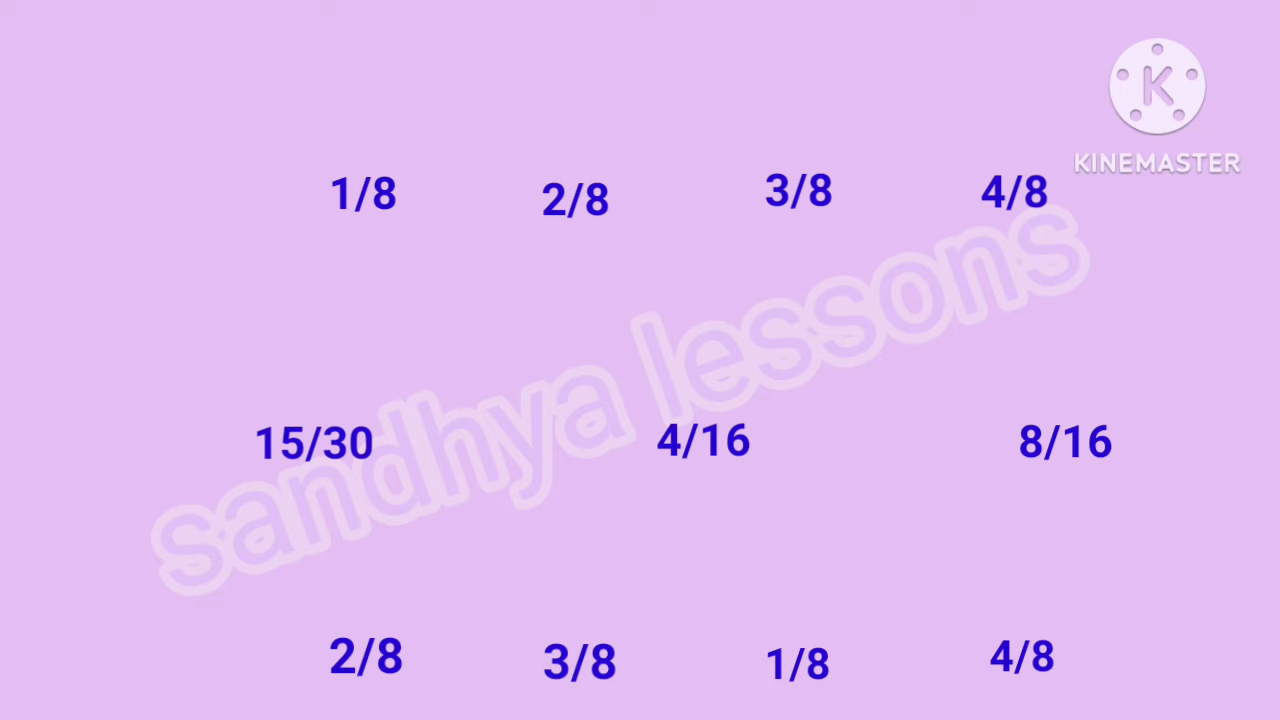 K
KINEMASTER
1/8 2/8 3/8 4/8
sandhya lessons
15/30 4/16 8/16
2/8 3/8 1/8 4/8